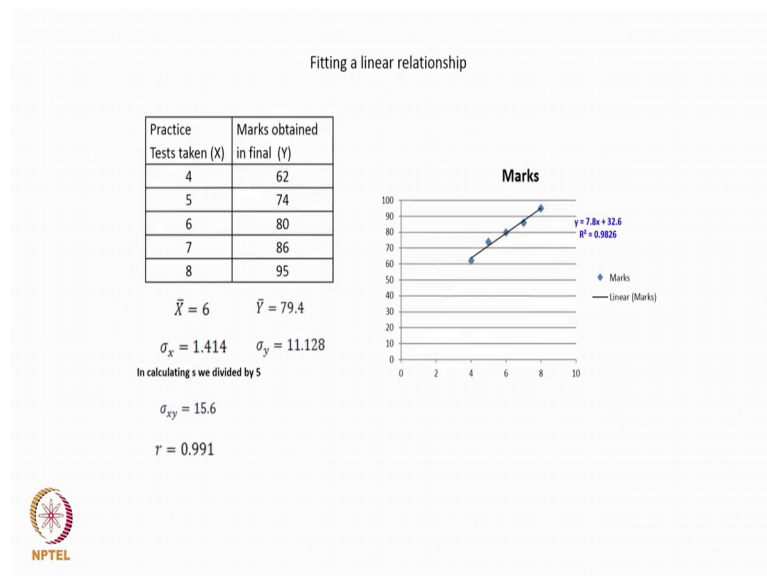 Fitting a linear relationship
Practice Tests taken (X) Marks obtained in final (Y)
4 62
5 74
6 80
7 86
8 95
X̄ = 6 Ȳ = 79.4
σx = 1.414 σy = 11.128
In calculating s we divided by 5
σxy = 15.6
r = 0.991
Marks
100
90
80
70
60
50
40
30
20
10
0
0 2 4 6 8 10
y = 7.8x + 32.6
R² = 0.9826
Marks
Linear (Marks)
NPTEL